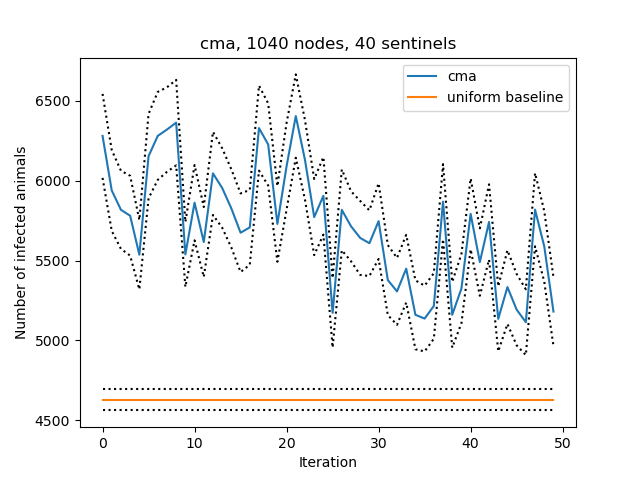 cma, 1040 nodes, 40 sentinels
cma
uniform baseline
Number of infected animals
6500
6000
5500
5000
4500
0 10 20 30 40 50
Iteration